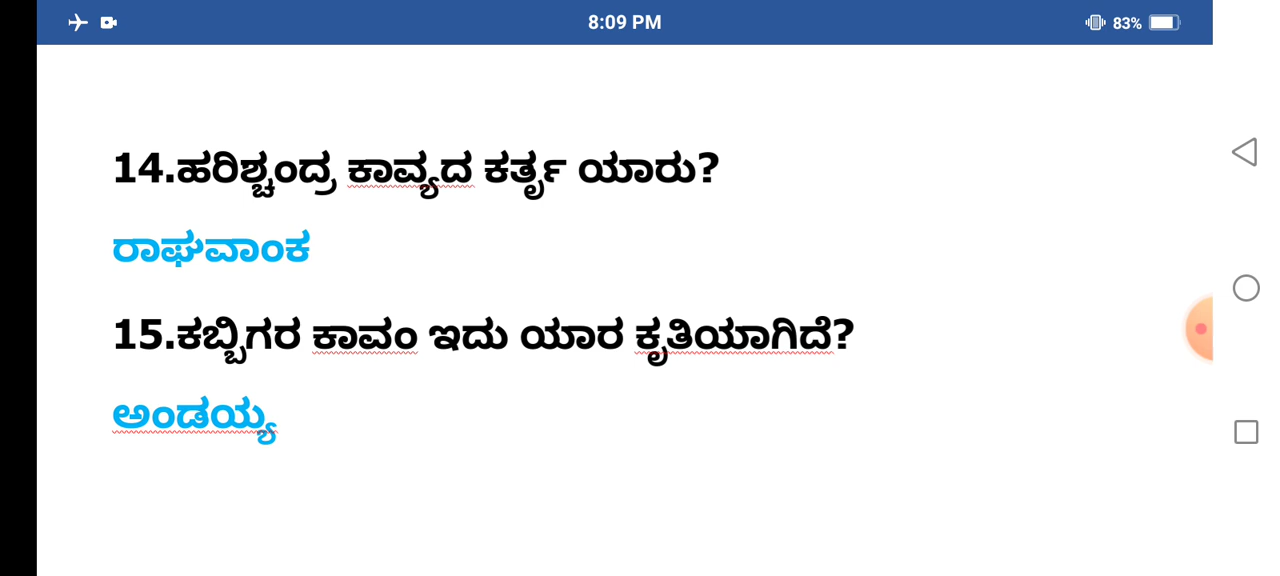 8:09 PM
83%
14.ಹರಿಶ್ಚಂದ್ರ ಕಾವ್ಯದ ಕರ್ತೃ ಯಾರು?
ರಾಘವಾಂಕ
15.ಕಬ್ಬಿಗರ ಕಾವಂ ಇದು ಯಾರ ಕೃತಿಯಾಗಿದೆ?
ಅಂಡಯ್ಯ